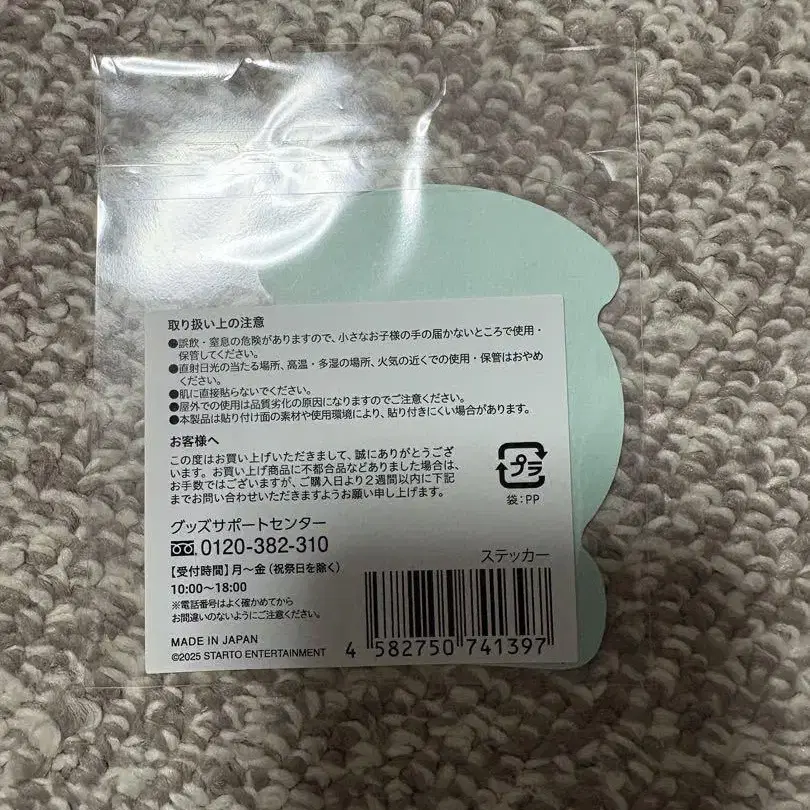 取り扱い上の注意
●誤飲・窒息の危険がありますので、小さなお子様の手の届かないところで使用・
保管してください。
●直射日光の当たる場所、高温・多湿の場所、火気の近くでの使用・保管はおやめ
ください。
●肌に直接貼らないでください。
●屋外での使用は品質劣化の原因になりますのでご注意ください。
●本製品は貼り付け面の素材や使用環境により、貼り付きにくい場合があります。
お客様へ
この度はお買い上げいただきまして、誠にありがとうござ
います。お買い上げ商品に不都合品などありました場合は、
お手数ではございますが、ご購入日より2週間以内に下記
までお問い合わせいただきますようお願い申し上げます。
プラ
袋:PP
グッズサポートセンター
0120-382-310
【受付時間】月〜金(祝祭日を除く)
10:00〜18:00
※電話番号はよく確かめてから
お間違いのないようにご注意ください。
ステッカー
MADE IN JAPAN
©2025 STARTO ENTERTAINMENT
4 582750 741397